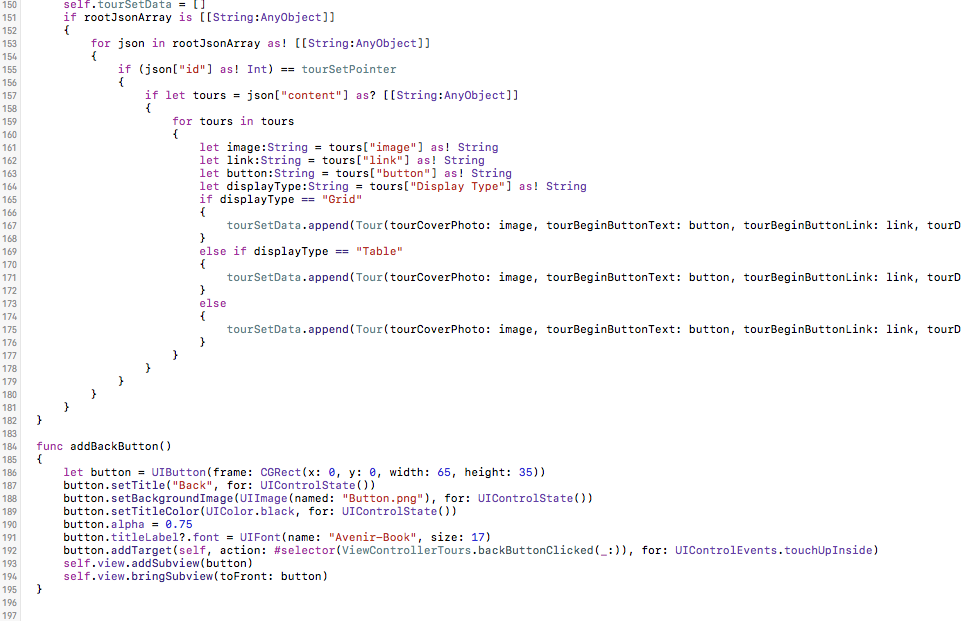 150 self.tourSetData = []
151 if rootJsonArray is [[String:AnyObject]]
152 {
153 for json in rootJsonArray as! [[String:AnyObject]]
154 {
155 if (json["id"] as! Int) == tourSetPointer
156 {
157 if let tours = json["content"] as? [[String:AnyObject]]
158 {
159 for tours in tours
160 {
161 let image:String = tours["image"] as! String
162 let link:String = tours["link"] as! String
163 let button:String = tours["button"] as! String
164 let displayType:String = tours["Display Type"] as! String
165 if displayType == "Grid"
166 {
167 tourSetData.append(Tour(tourCoverPhoto: image, tourBeginButtonText: button, tourBeginButtonLink: link, tourD
168 }
169 else if displayType == "Table"
170 {
171 tourSetData.append(Tour(tourCoverPhoto: image, tourBeginButtonText: button, tourBeginButtonLink: link, tourD
172 }
173 else
174 {
175 tourSetData.append(Tour(tourCoverPhoto: image, tourBeginButtonText: button, tourBeginButtonLink: link, tourD
176 }
177 }
178 }
179 }
180 }
181 }
182 }
183
184 func addBackButton()
185 {
186 let button = UIButton(frame: CGRect(x: 0, y: 0, width: 65, height: 35))
187 button.setTitle("Back", for: UIControlState())
188 button.setBackgroundImage(UIImage(named: "Button.png"), for: UIControlState())
189 button.setTitleColor(UIColor.black, for: UIControlState())
190 button.alpha = 0.75
191 button.titleLabel?.font = UIFont(name: "Avenir-Book", size: 17)
192 button.addTarget(self, action: #selector(ViewControllerTours.backButtonClicked(_:)), for: UIControlEvents.touchUpInside)
193 self.view.addSubview(button)
194 self.view.bringSubview(toFront: button)
195 }
196
197